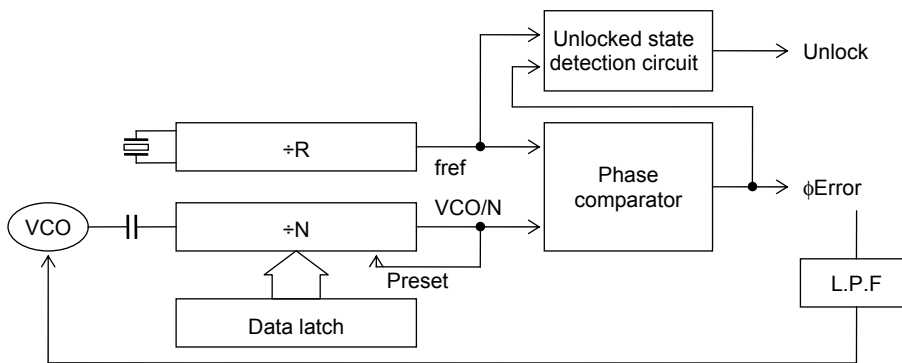 Unlocked state
detection circuit
Unlock
÷R
fref
Phase
comparator
ϕError
VCO
÷N
VCO/N
Preset
Data latch
L.P.F